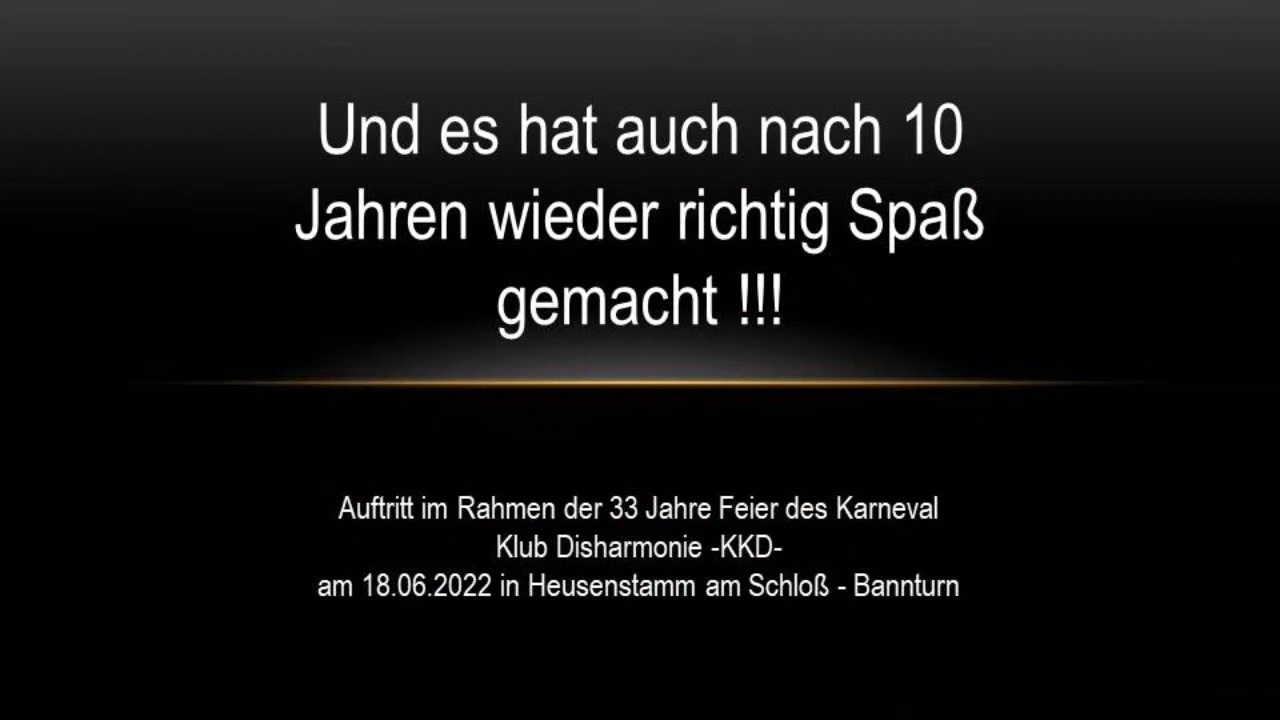 Und es hat auch nach 10
Jahren wieder richtig Spaß
gemacht !!!
Auftritt im Rahmen der 33 Jahre Feier des Karneval
Klub Disharmonie -KKD-
am 18.06.2022 in Heusenstamm am Schloß - Bannturn